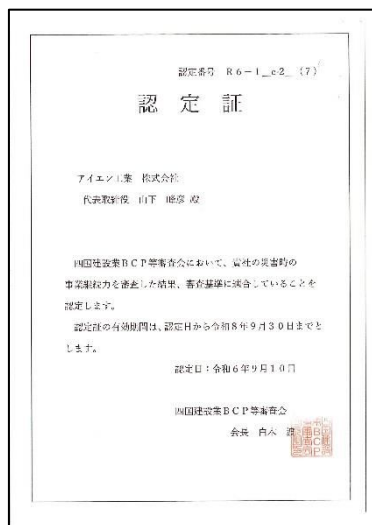 認定番号 R6-1_c-2_(7)
認定証
アイエン工業 株式会社
代表取締役 山下
四国建設業BCP等審査会において、貴社の災害時の
事業継続力を審査した結果、審査基準に適合していることを
認定します。
認定証の有効期間は、認定日から令和8年9月30日までと
します。
認定日:令和6年9月10日
四国建設業BCP等審査会
会長 白木 渡